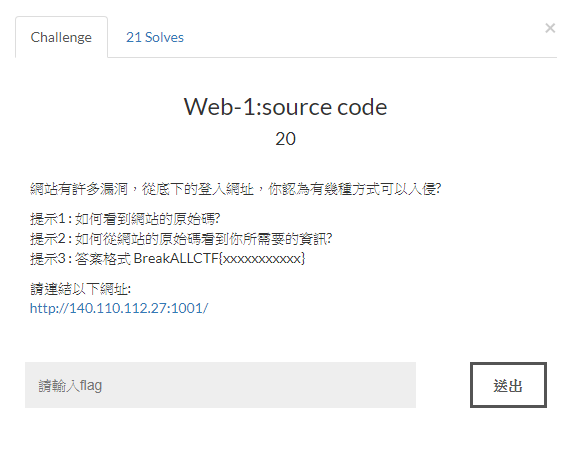 Challenge
21 Solves
×
Web-1:source code
20
網站有許多漏洞，從底下的登入網址，你認為有幾種方式可以入侵?
提示1 : 如何看到網站的原始碼?
提示2 : 如何從網站的原始碼看到你所需要的資訊?
提示3 : 答案格式 BreakALLCTF{xxxxxxxxxxx}
請連結以下網址:
http://140.110.112.27:1001/
請輸入flag
送出